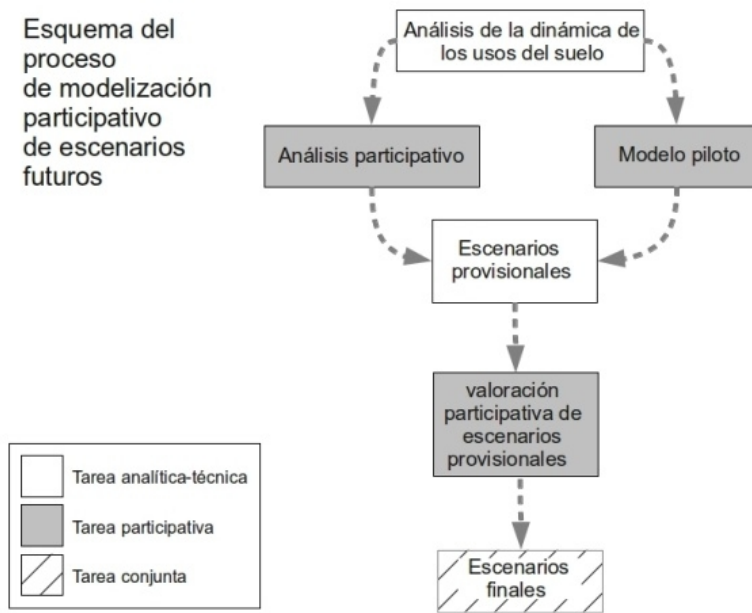 Esquema del
proceso
de modelización
participativo
de escenarios
futuros
Análisis de la dinámica de
los usos del suelo
Análisis participativo
Modelo piloto
Escenarios
provisionales
valoración
participativa de
escenarios
provisionales
Escenarios
finales
Tarea analítica-técnica
Tarea participativa
Tarea conjunta